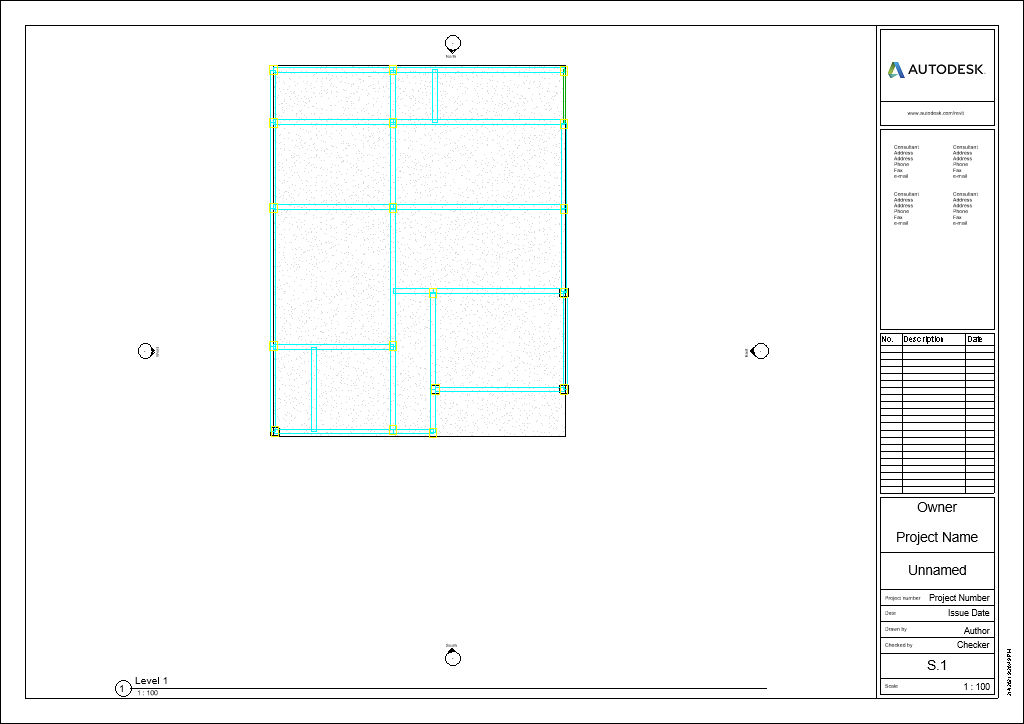 North
AUTODESK.
www.autodesk.com/revit
Consultant
Address
Address
Phone
Fax
e-mail
Consultant
Address
Address
Phone
Fax
e-mail
Consultant
Address
Address
Phone
Fax
e-mail
Consultant
Address
Address
Phone
Fax
e-mail
No. Description Date
Owner
Project Name
Unnamed
Project number Project Number
Date Issue Date
Drawn by Author
Checked by Checker
S.1
Scale 1 : 100
South
1 Level 1
1 : 100